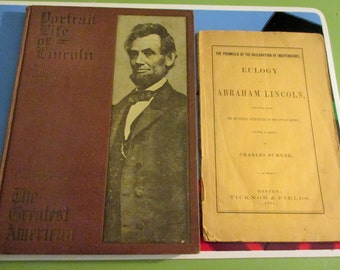 Portrait
Life
of
Lincoln
The
Greatest
American
THE PROMISES OF THE DECLARATION OF INDEPENDENCE.
EULOGY
ON
ABRAHAM LINCOLN,
BY
CHARLES SUMNER.
BOSTON:
TICKNOR & FIELDS.